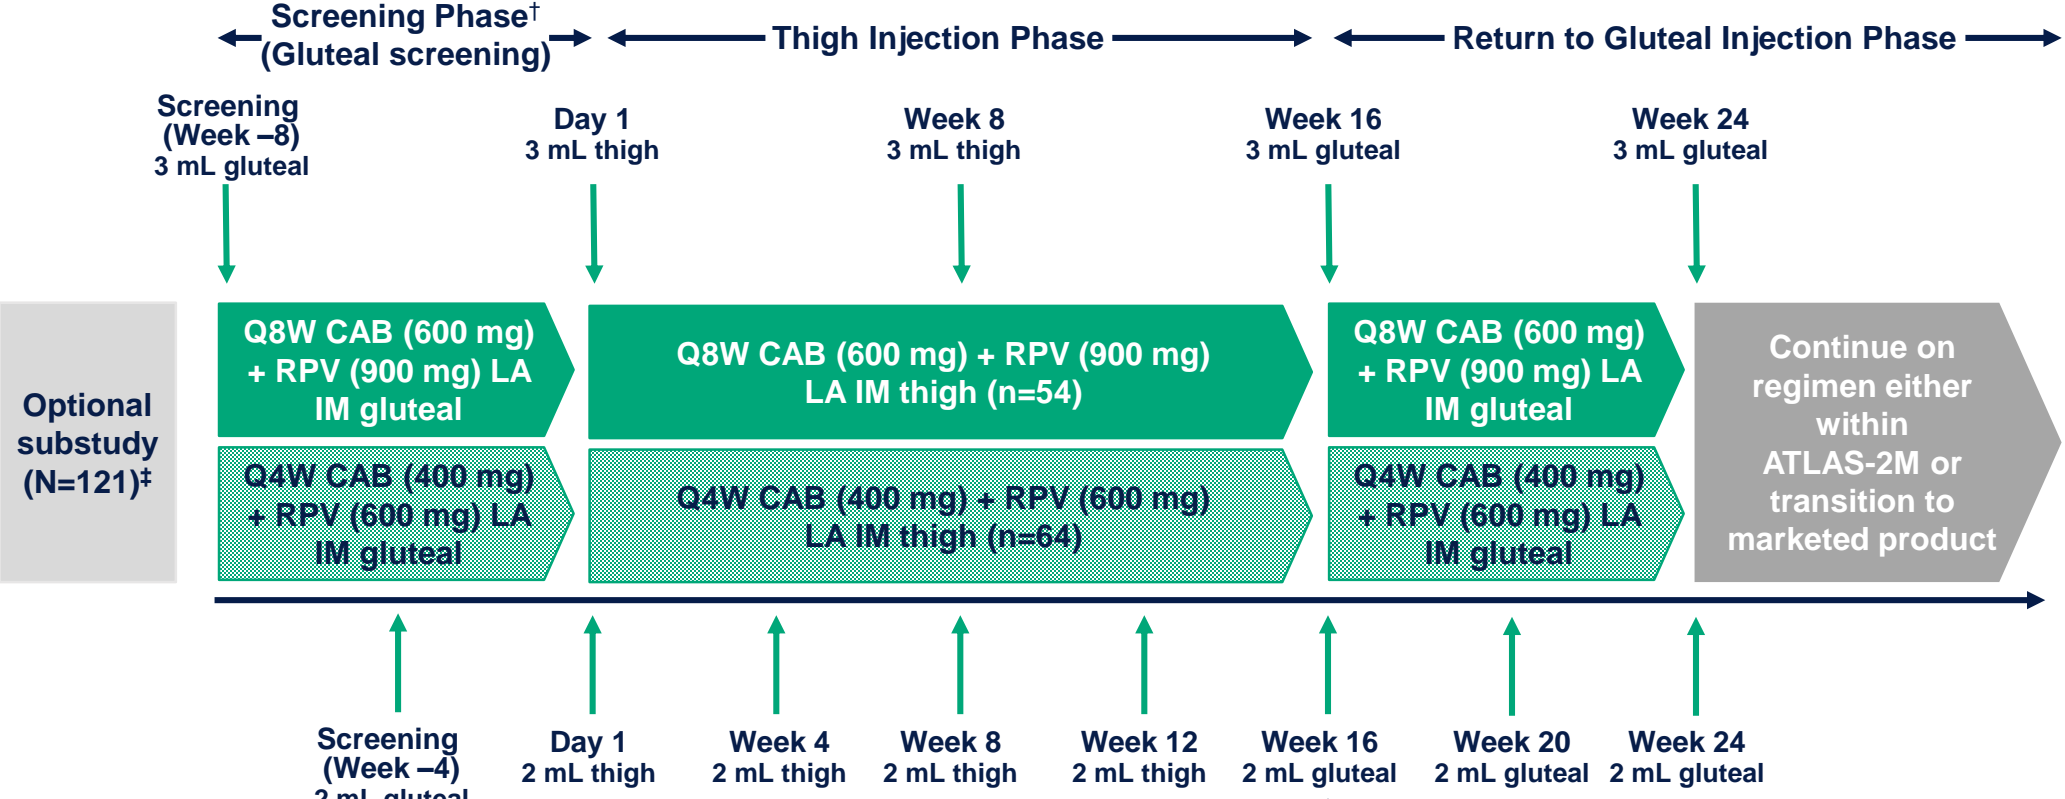 Screening Phase†
(Gluteal screening)
Thigh Injection Phase
Return to Gluteal Injection Phase
Screening
(Week –8)
3 mL gluteal
Day 1
3 mL thigh
Week 8
3 mL thigh
Week 16
3 mL gluteal
Week 24
3 mL gluteal
Optional
substudy
(N=121)‡
Q8W CAB (600 mg)
+ RPV (900 mg) LA
IM gluteal
Q8W CAB (600 mg) + RPV (900 mg)
LA IM thigh (n=54)
Q8W CAB (600 mg)
+ RPV (900 mg) LA
IM gluteal
Continue on
regimen either
within
ATLAS-2M or
transition to
marketed product
Q4W CAB (400 mg)
+ RPV (600 mg) LA
IM gluteal
Q4W CAB (400 mg) + RPV (600 mg)
LA IM thigh (n=64)
Q4W CAB (400 mg)
+ RPV (600 mg) LA
IM gluteal
Screening
(Week –4)
2 mL gluteal
Day 1
2 mL thigh
Week 4
2 mL thigh
Week 8
2 mL thigh
Week 12
2 mL thigh
Week 16
2 mL gluteal
Week 20
2 mL gluteal
Week 24
2 mL gluteal